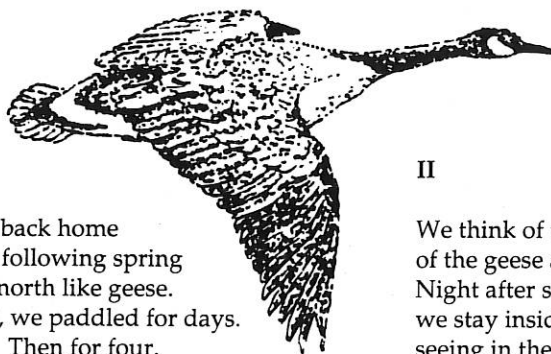 back home
following spring
north like geese.
, we paddled for days.
Then for four,
II
We think of
of the geese
Night after
we stay insid
seeing in the